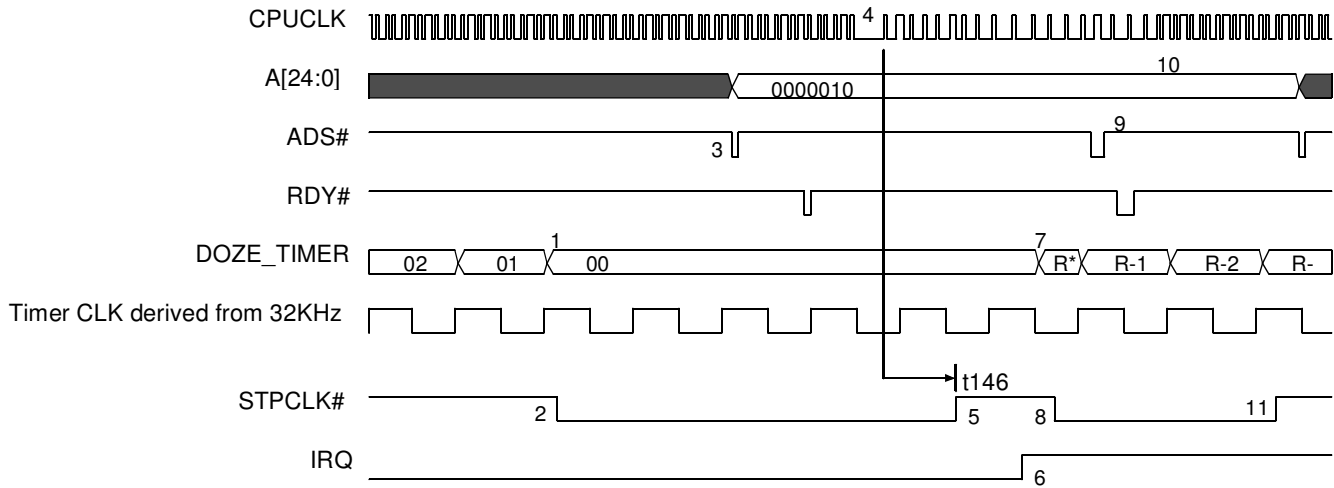 CPUCLK 4
A[24:0] 0000010 10
ADS# 3 9
RDY#
DOZE_TIMER 02 01 1 00 7 R* R-1 R-2 R-
Timer CLK derived from 32KHz
t146
STPCLK# 2 5 8 11
IRQ 6